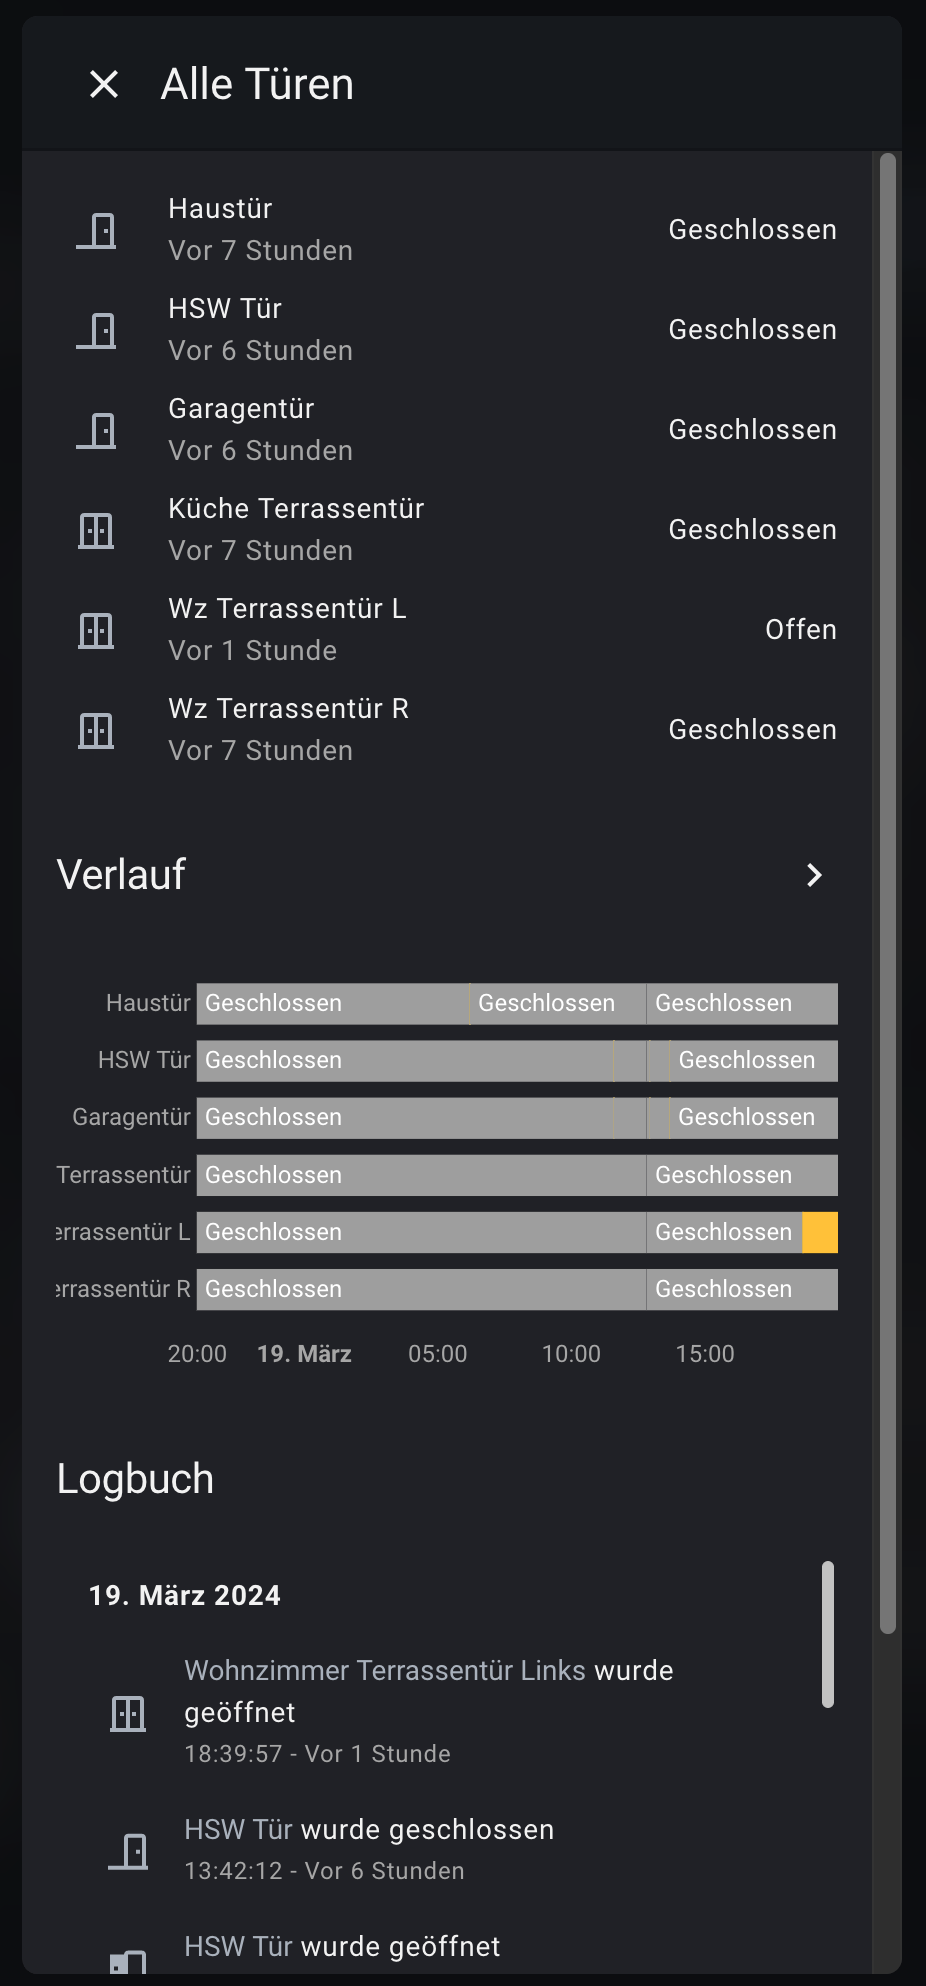 Alle Türen
Haustür
Vor 7 Stunden
Geschlossen
HSW Tür
Vor 6 Stunden
Geschlossen
Garagentür
Vor 6 Stunden
Geschlossen
Küche Terrassentür
Vor 7 Stunden
Geschlossen
Wz Terrassentür L
Vor 1 Stunde
Offen
Wz Terrassentür R
Vor 7 Stunden
Geschlossen
Verlauf
Haustür Geschlossen Geschlossen Geschlossen
HSW Tür Geschlossen Geschlossen
Garagentür Geschlossen Geschlossen
Terrassentür Geschlossen Geschlossen
errassentür L Geschlossen Geschlossen
errassentür R Geschlossen Geschlossen
20:00 19. März 05:00 10:00 15:00
Logbuch
19. März 2024
Wohnzimmer Terrassentür Links wurde
geöffnet
18:39:57 - Vor 1 Stunde
HSW Tür wurde geschlossen
13:42:12 - Vor 6 Stunden
HSW Tür wurde geöffnet